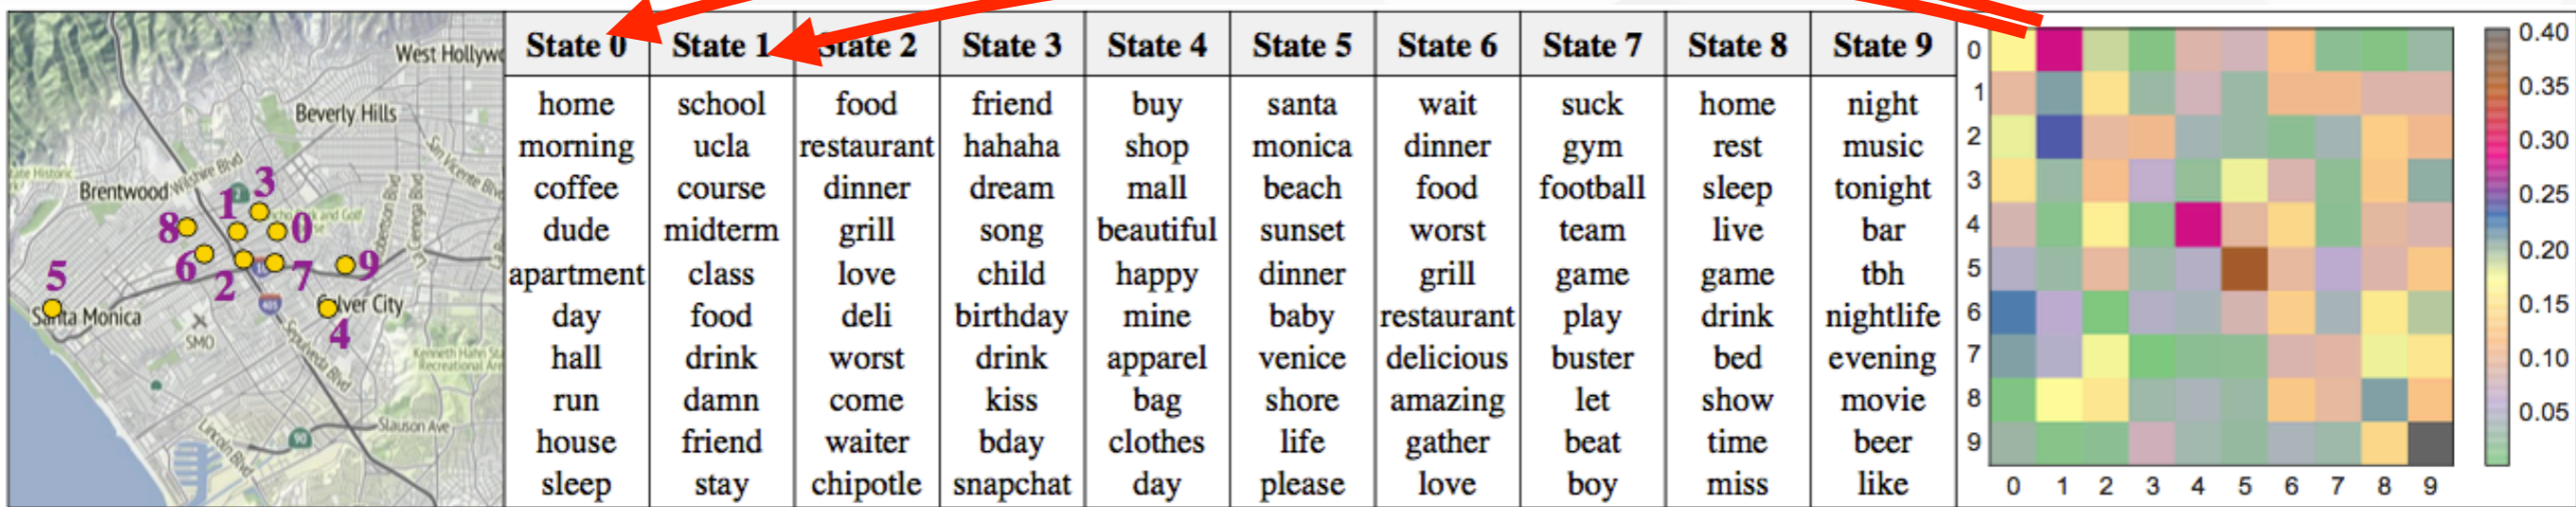 West Hollywo
Beverly Hills
Brentwood
Wilshire Blvd
3
1
8
0
6
2
7
9
5
Santa Monica
4
SMO
405
Sepulveda Blvd
Lincoln Blvd
90
Slauson Ave
State 0 State 1 State 2 State 3 State 4 State 5 State 6 State 7 State 8 State 9
home school food friend buy santa wait suck home night
morning ucla restaurant hahaha shop monica dinner gym rest music
coffee course dinner dream mall beach food football sleep tonight
dude midterm grill song beautiful sunset worst team live bar
apartment class love child happy dinner grill game game tbh
day food deli birthday mine baby restaurant play drink nightlife
hall drink worst drink apparel venice delicious buster bed evening
run damn come kiss bag shore amazing let show movie
house friend waiter bday clothes life gather beat time beer
sleep stay chipotle snapchat day please love boy miss like
0
1
2
3
4
5
6
7
8
9
0 1 2 3 4 5 6 7 8 9
0.40
0.35
0.30
0.25
0.20
0.15
0.10
0.05